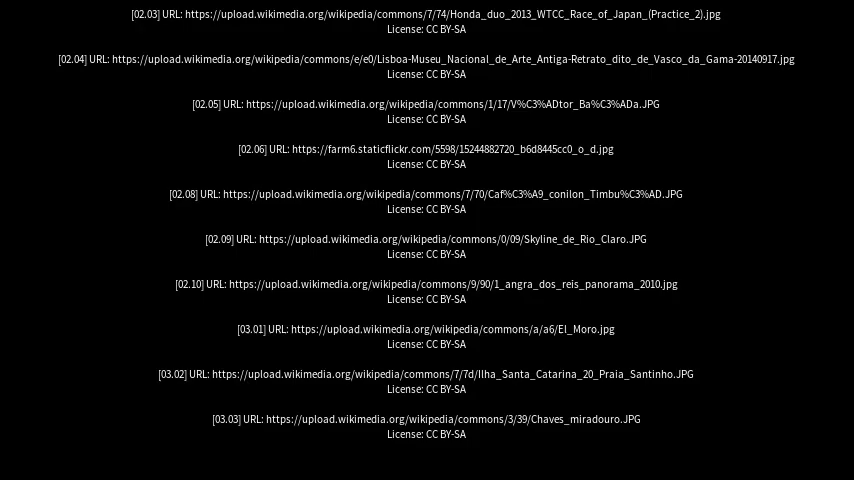 [02.03] URL: https://upload.wikimedia.org/wikipedia/commons/7/74/Honda_duo_2013_WTCC_Race_of_Japan_(Practice_2).jpg
License: CC BY-SA
[02.04] URL: https://upload.wikimedia.org/wikipedia/commons/e/e0/Lisboa-Museu_Nacional_de_Arte_Antiga-Retrato_dito_de_Vasco_da_Gama-20140917.jpg
License: CC BY-SA
[02.05] URL: https://upload.wikimedia.org/wikipedia/commons/1/17/V%C3%ADtor_Ba%C3%ADa.JPG
License: CC BY-SA
[02.06] URL: https://farm6.staticflickr.com/5598/15244882720_b6d8445cc0_o_d.jpg
License: CC BY-SA
[02.08] URL: https://upload.wikimedia.org/wikipedia/commons/7/70/Caf%C3%A9_conilon_Timbu%C3%AD.JPG
License: CC BY-SA
[02.09] URL: https://upload.wikimedia.org/wikipedia/commons/0/09/Skyline_de_Rio_Claro.JPG
License: CC BY-SA
[02.10] URL: https://upload.wikimedia.org/wikipedia/commons/9/90/1_angra_dos_reis_panorama_2010.jpg
License: CC BY-SA
[03.01] URL: https://upload.wikimedia.org/wikipedia/commons/a/a6/El_Moro.jpg
License: CC BY-SA
[03.02] URL: https://upload.wikimedia.org/wikipedia/commons/7/7d/Ilha_Santa_Catarina_20_Praia_Santinho.JPG
License: CC BY-SA
[03.03] URL: https://upload.wikimedia.org/wikipedia/commons/3/39/Chaves_miradouro.JPG
License: CC BY-SA